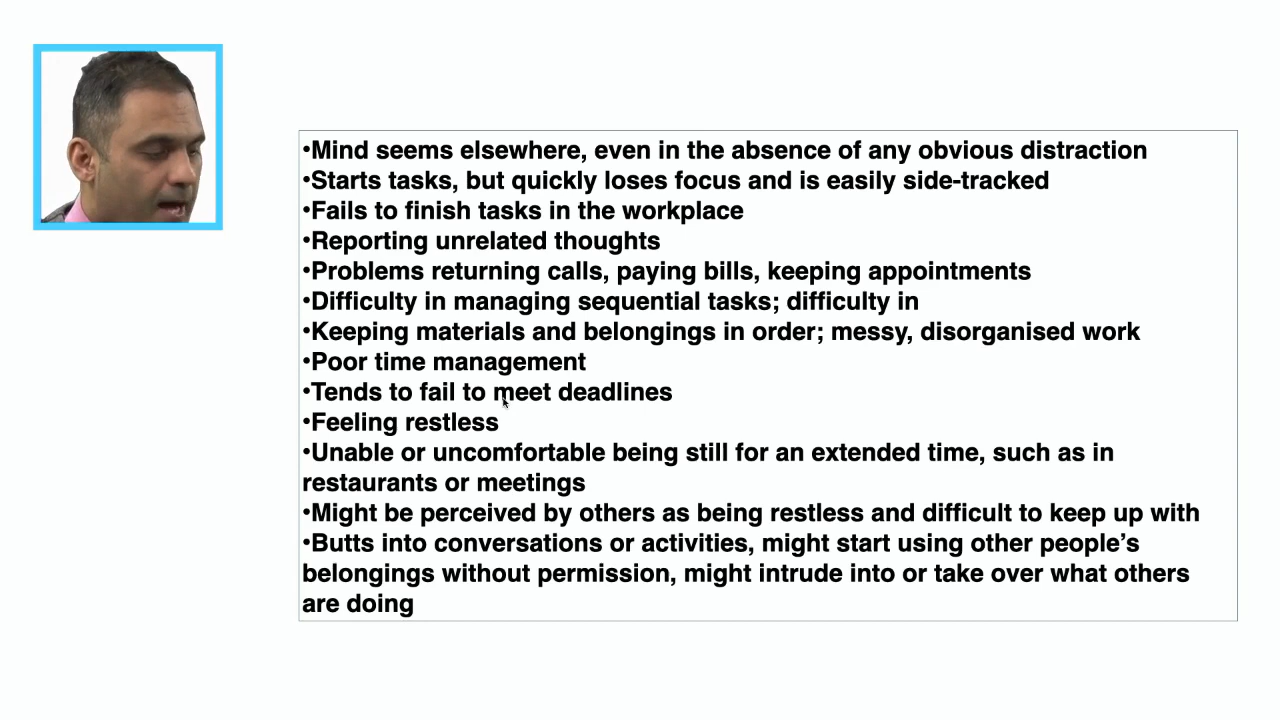 •Mind seems elsewhere, even in the absence of any obvious distraction
•Starts tasks, but quickly loses focus and is easily side-tracked
•Fails to finish tasks in the workplace
•Reporting unrelated thoughts
•Problems returning calls, paying bills, keeping appointments
•Difficulty in managing sequential tasks; difficulty in
•Keeping materials and belongings in order; messy, disorganised work
•Poor time management
•Tends to fail to meet deadlines
•Feeling restless
•Unable or uncomfortable being still for an extended time, such as in
restaurants or meetings
•Might be perceived by others as being restless and difficult to keep up with
•Butts into conversations or activities, might start using other people’s
belongings without permission, might intrude into or take over what others
are doing